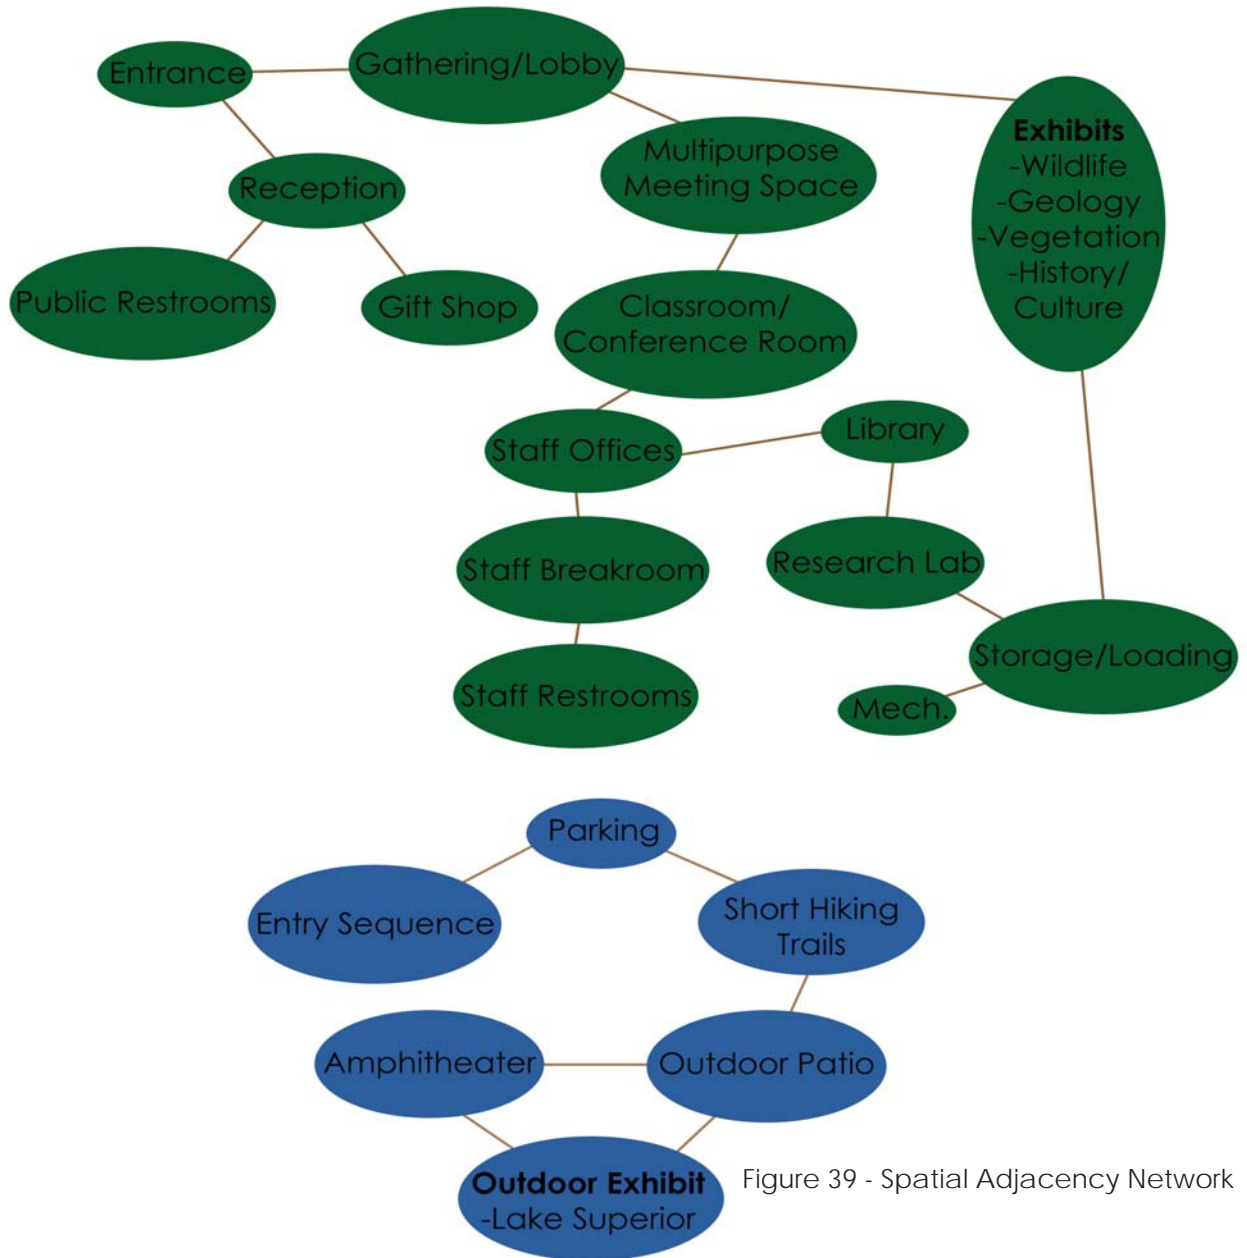 Entrance
Gathering/Lobby
Exhibits
-Wildlife
-Geology
-Vegetation
-History/
Culture
Multipurpose
Meeting Space
Reception
Public Restrooms
Gift Shop
Classroom/
Conference Room
Staff Offices
Library
Staff Breakroom
Research Lab
Storage/Loading
Staff Restrooms
Mech.
Parking
Entry Sequence
Short Hiking
Trails
Amphitheater
Outdoor Patio
Outdoor Exhibit
-Lake Superior
Figure 39 - Spatial Adjacency Network